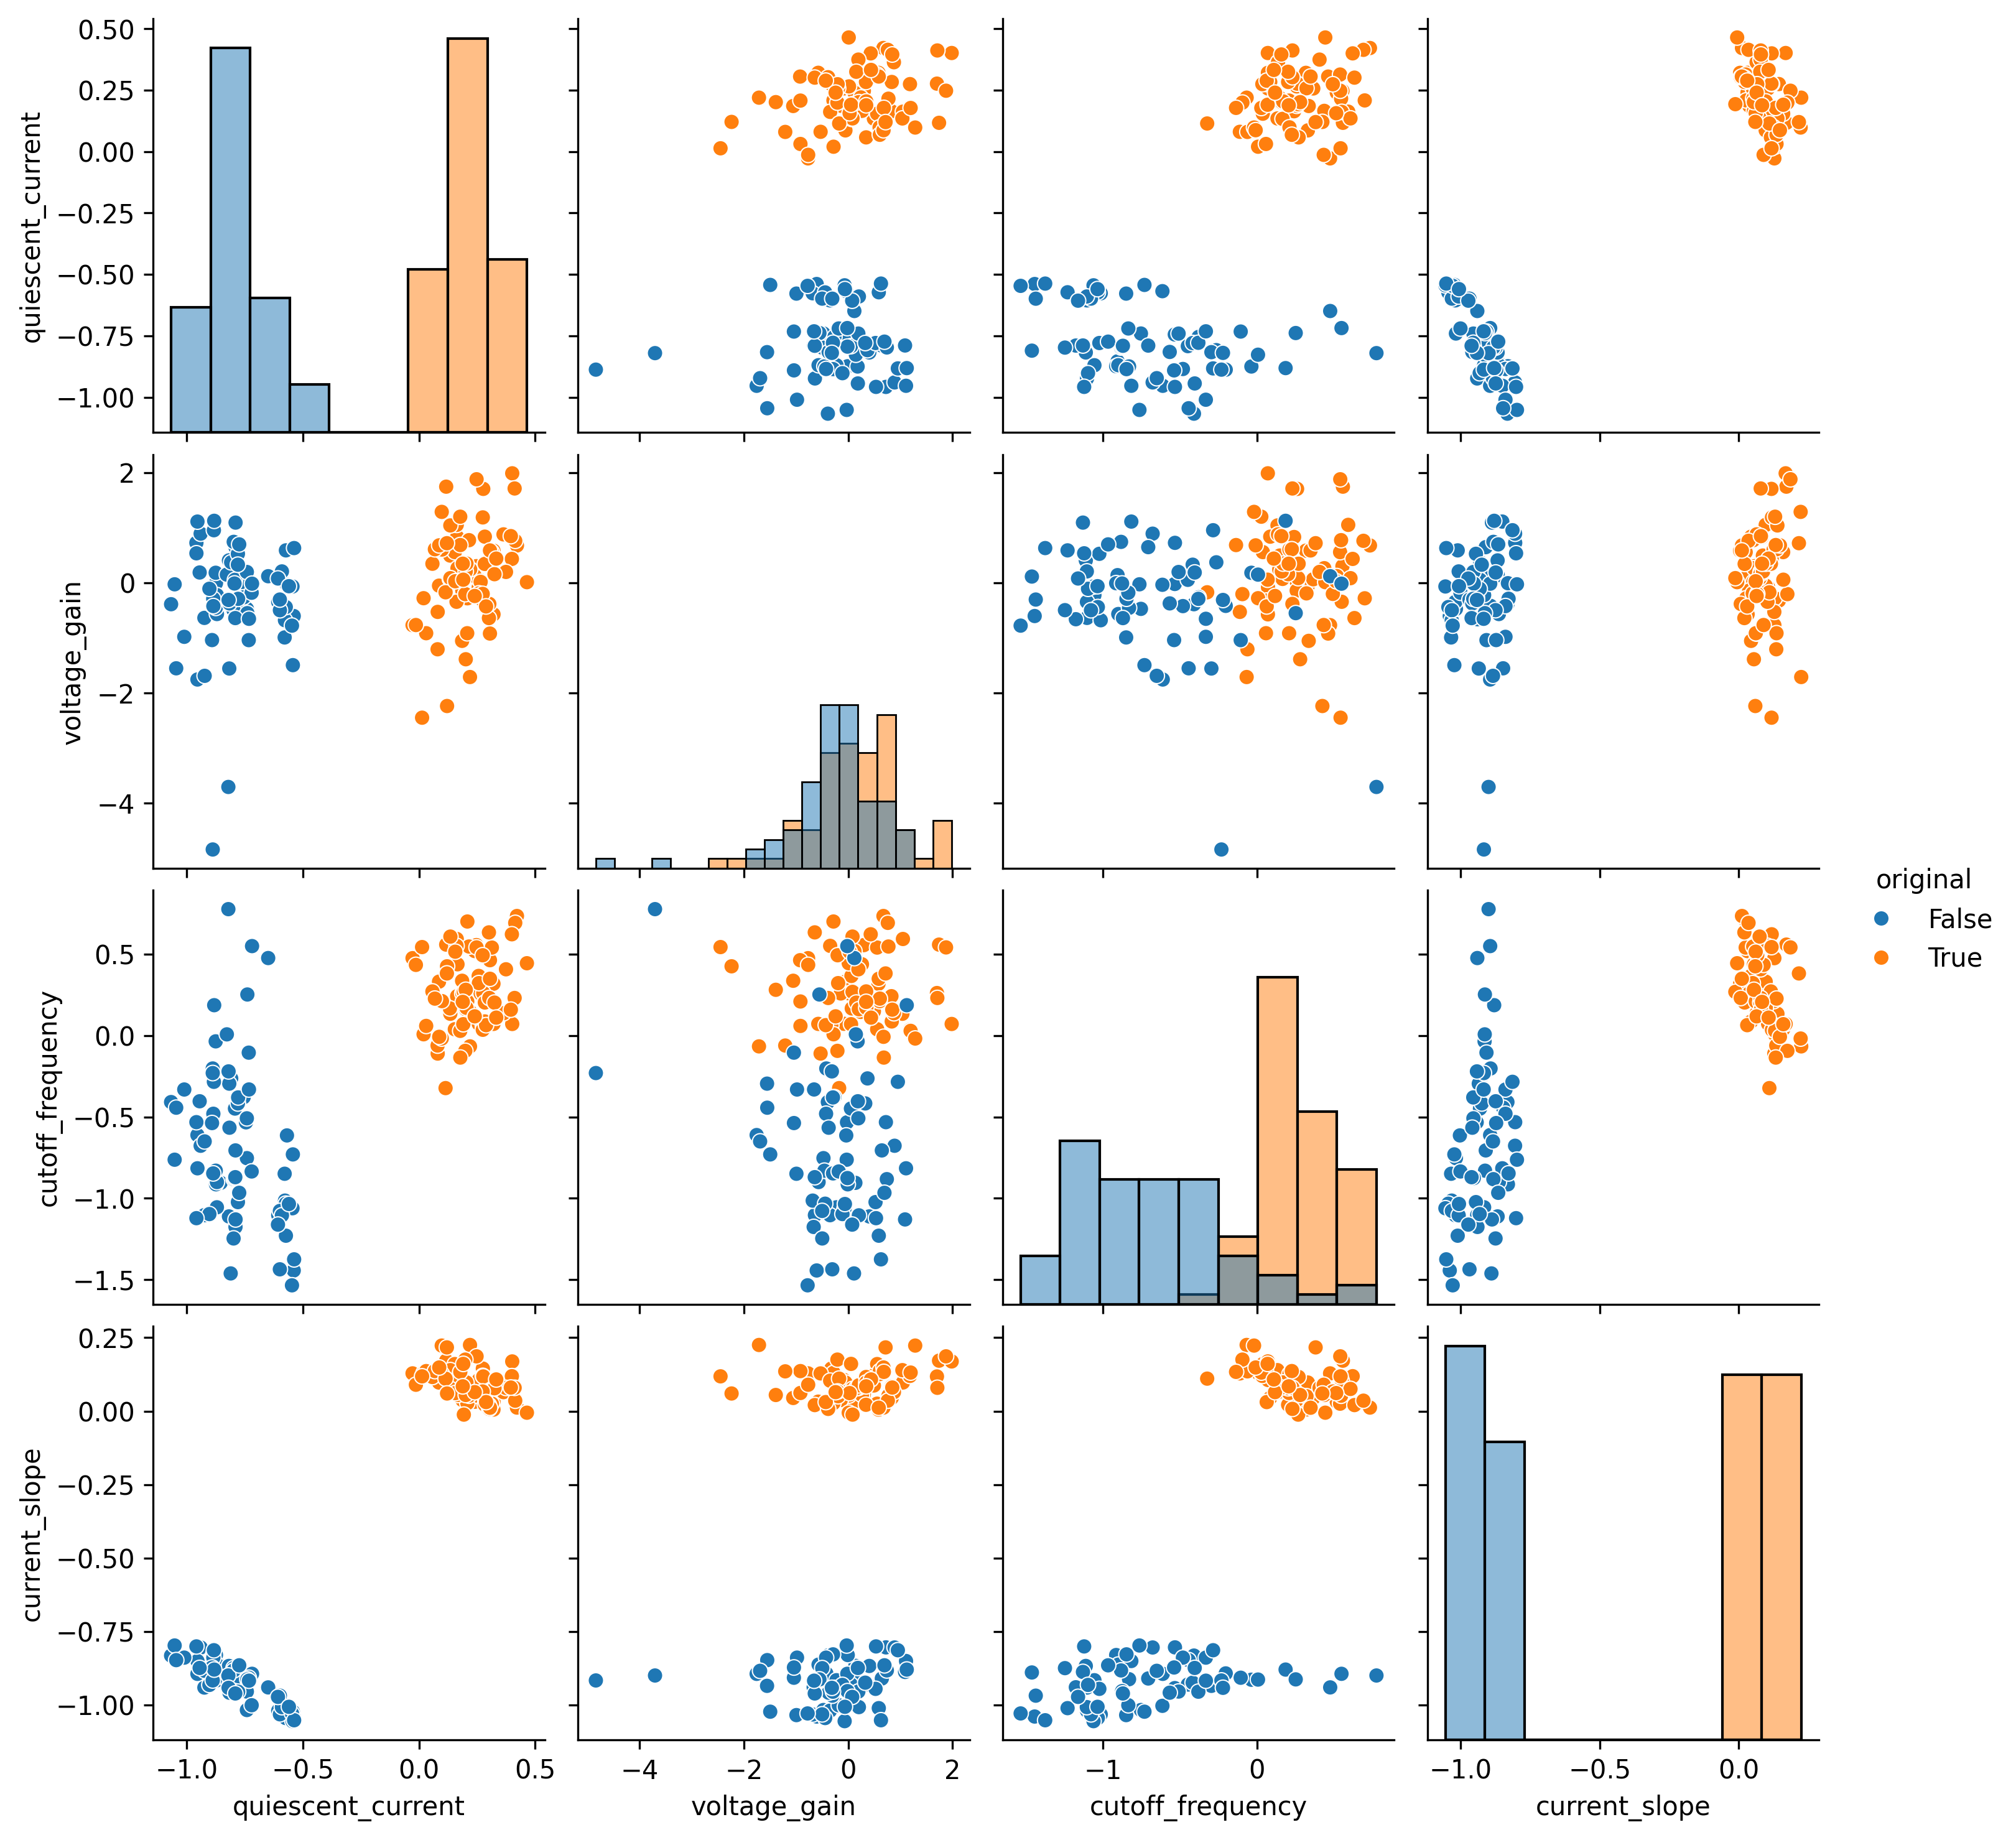 0.50
0.25
0.00
−0.25
−0.50
−0.75
−1.00
quiescent_current
2
0
−2
−4
voltage_gain
original
False
True
0.5
0.0
−0.5
−1.0
−1.5
cutoff_frequency
0.25
0.00
−0.25
−0.50
−0.75
−1.00
current_slope
−1.0 −0.5 0.0 0.5
−4 −2 0 2
−1 0
−1.0 −0.5 0.0
quiescent_current
voltage_gain
cutoff_frequency
current_slope